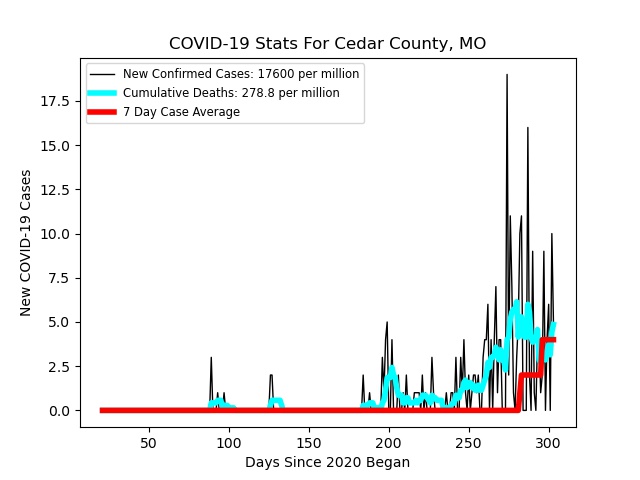 COVID-19 Stats For Cedar County, MO
New Confirmed Cases: 17600 per million
Cumulative Deaths: 278.8 per million
7 Day Case Average
New COVID-19 Cases
17.5
15.0
12.5
10.0
7.5
5.0
2.5
0.0
50 100 150 200 250 300
Days Since 2020 Began